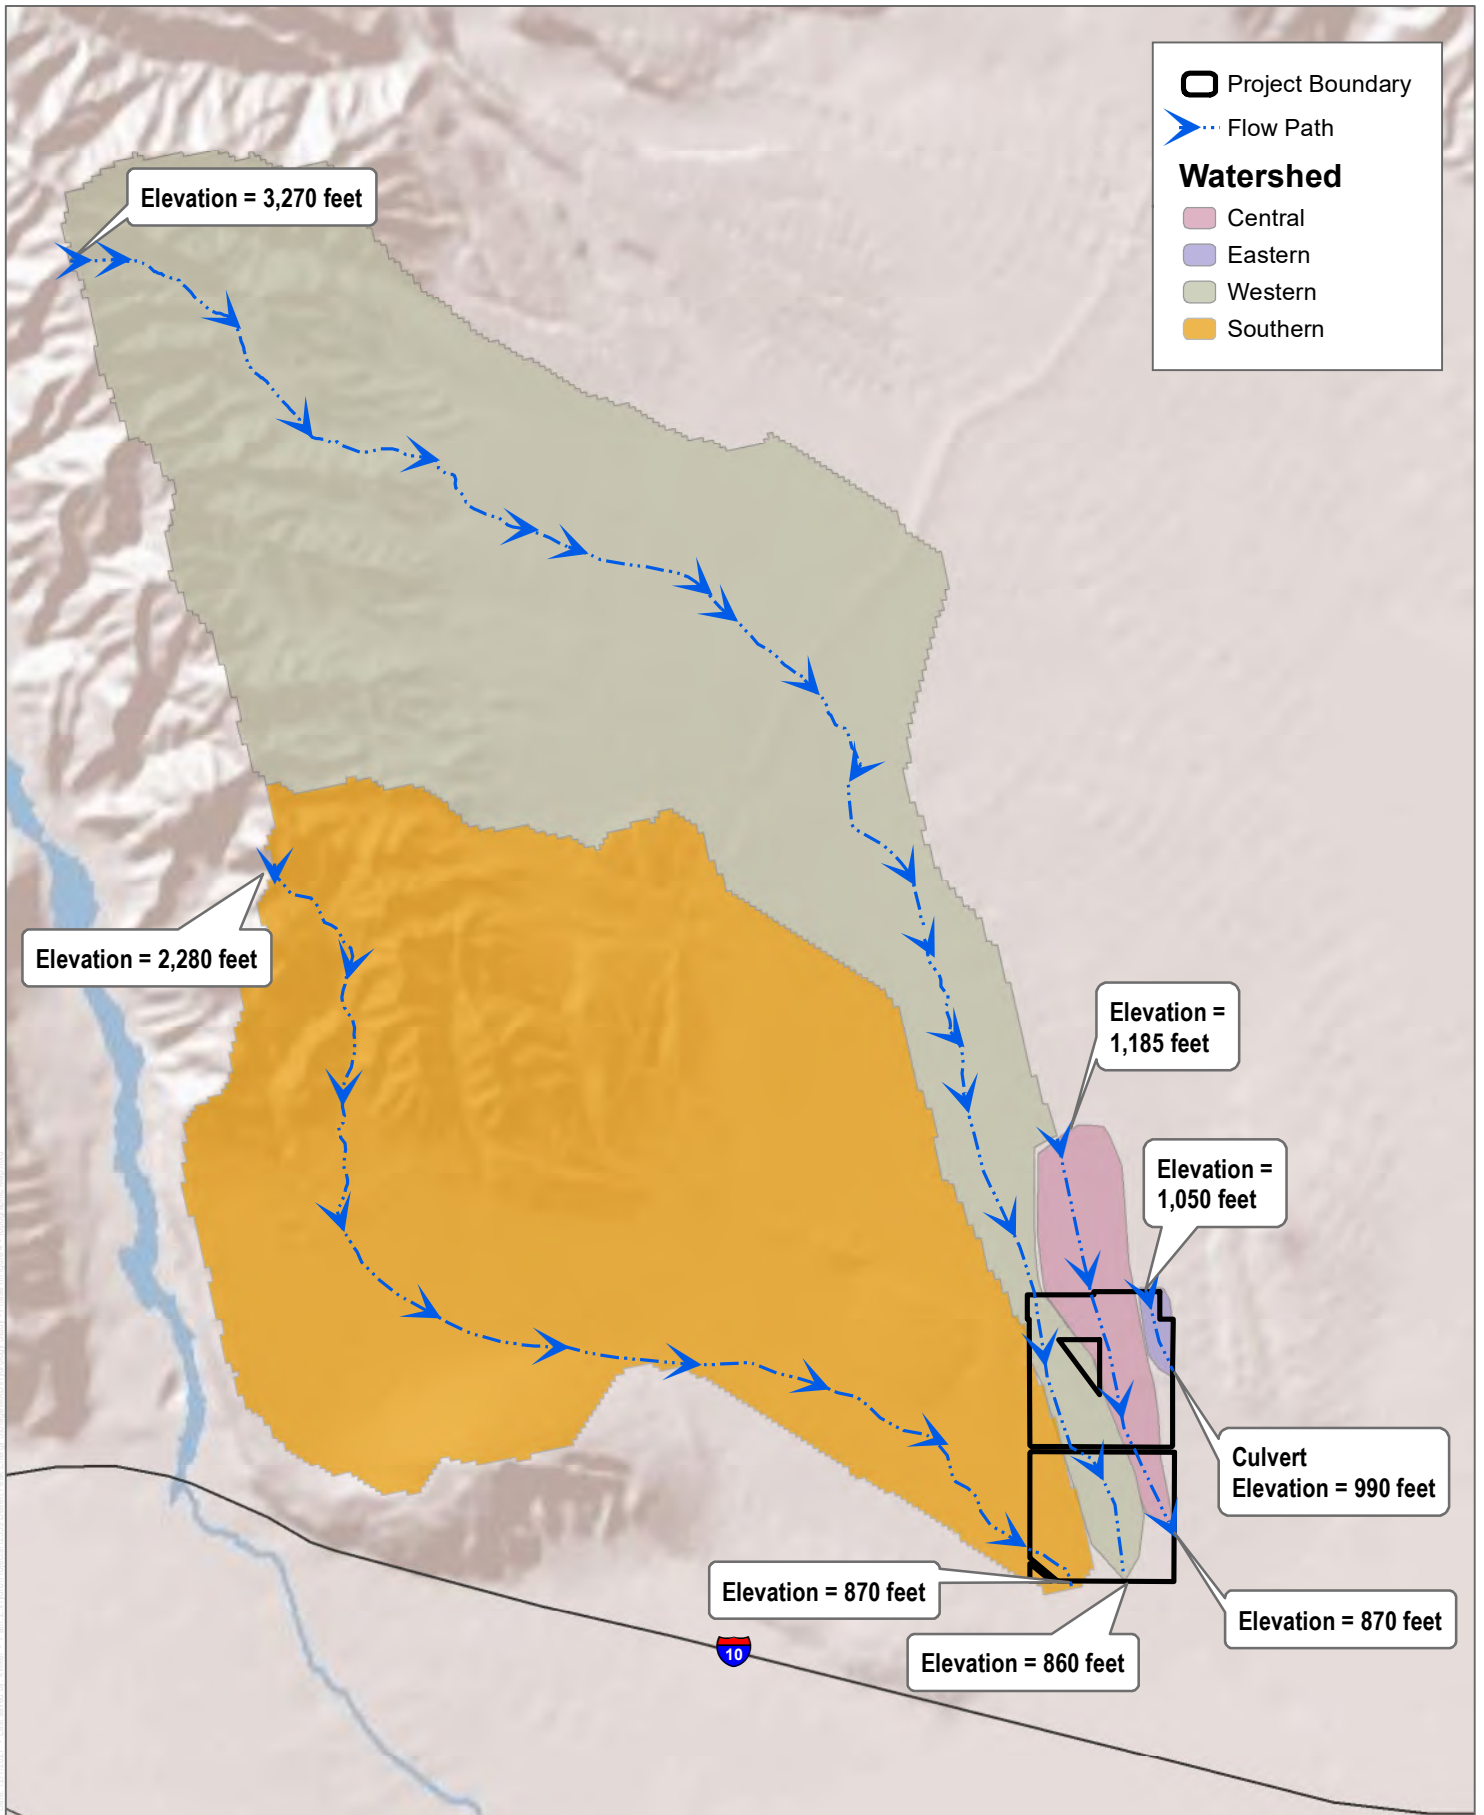 Project Boundary
Flow Path
Watershed
Central
Eastern
Western
Southern
Elevation = 3,270 feet
Elevation = 2,280 feet
Elevation =
1,185 feet
Elevation =
1,050 feet
Culvert
Elevation = 990 feet
Elevation = 870 feet
Elevation = 870 feet
Elevation = 860 feet
10